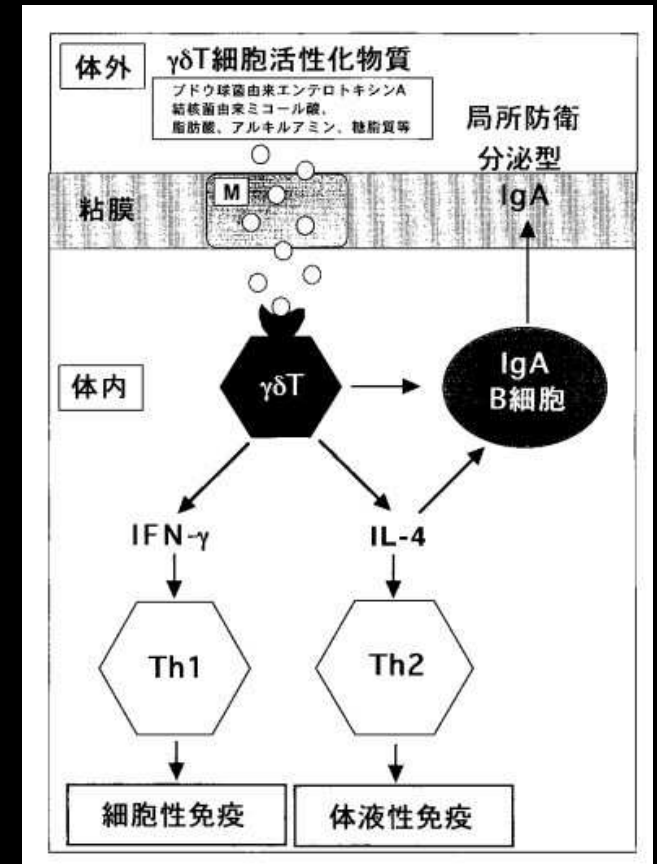 体外
γδT細胞活性化物質
ブドウ球菌由来エンテロトキシンA
結核菌由来ミコール酸、
脂肪酸、アルキルアミン、糖脂質等
局所防衛
分泌型
IgA
粘膜
M
体内
γδT
IgA
B細胞
IFN-γ
IL-4
Th1
Th2
細胞性免疫
体液性免疫